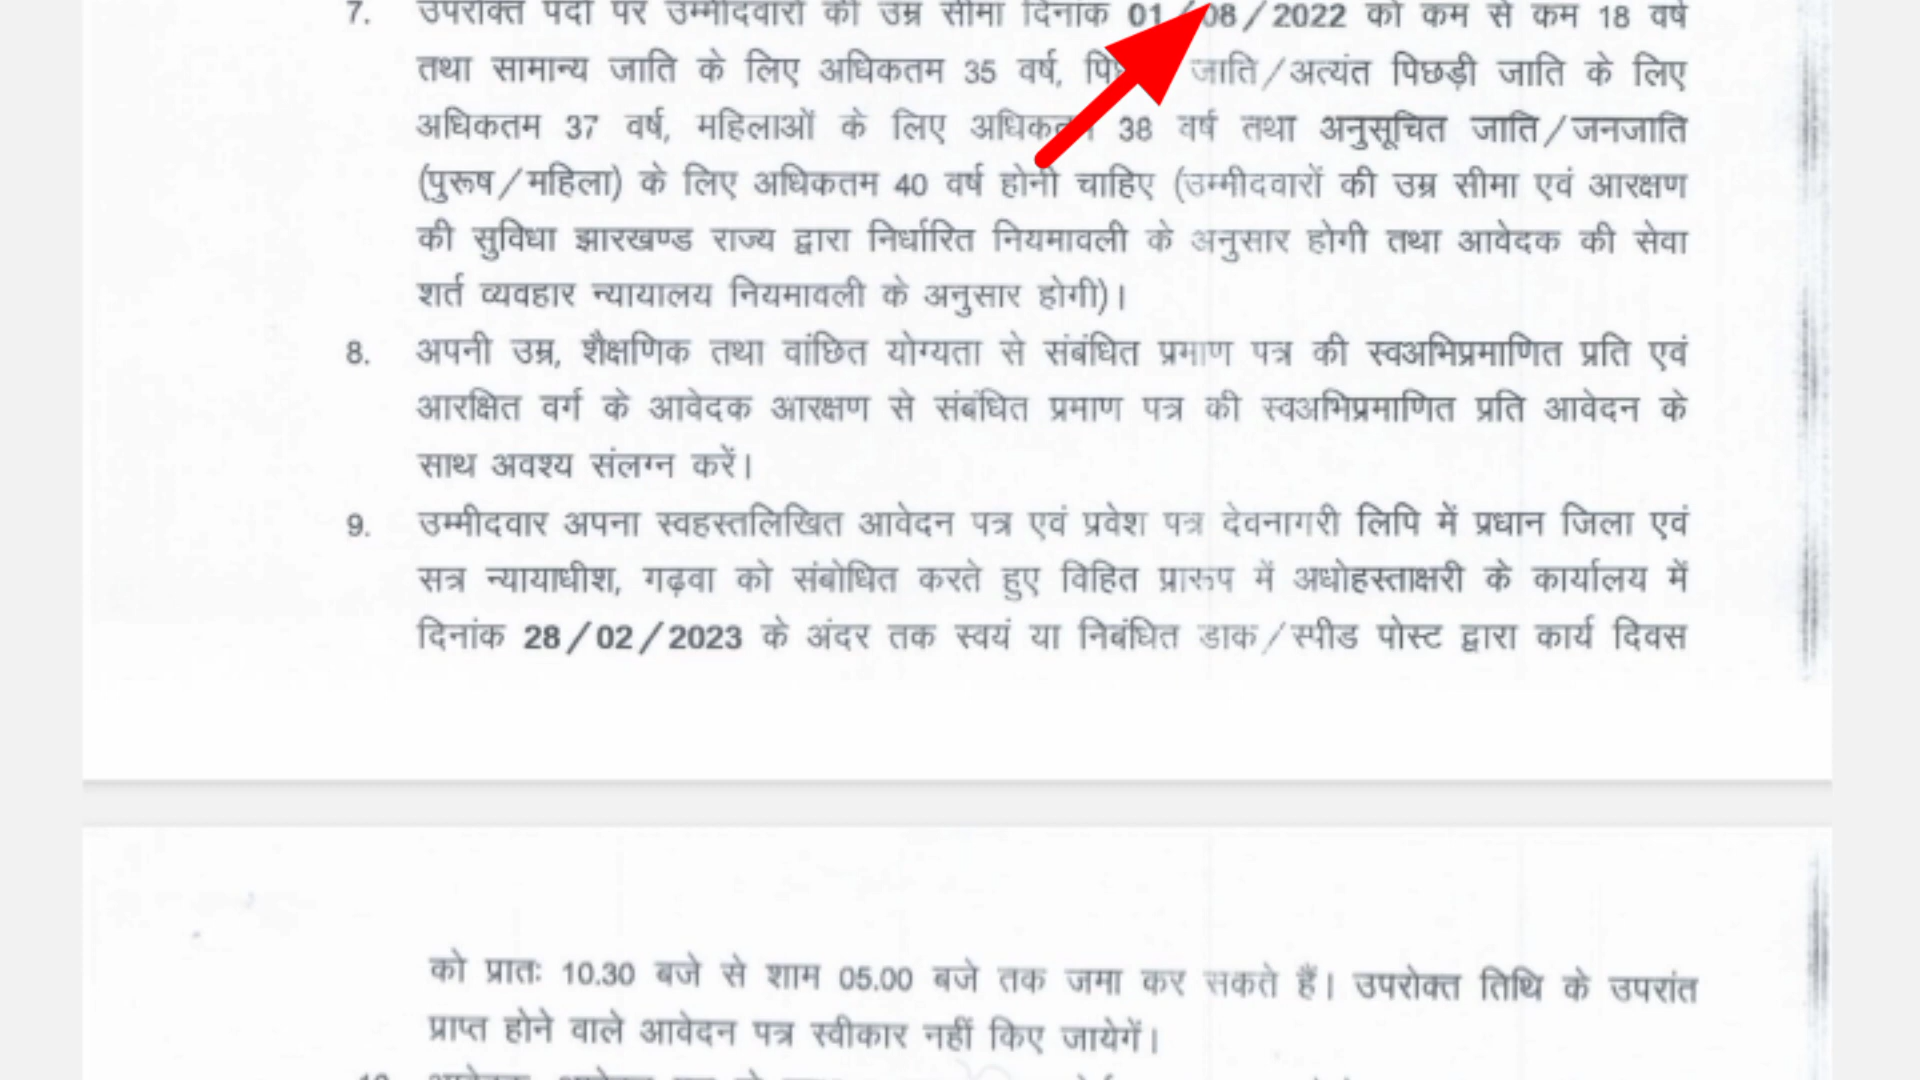 7. उपरोक्त पदों पर उम्मीदवारों की उम्र सीमा दिनांक 01/08/2022 को कम से कम 18 वर्ष
तथा सामान्य जाति के लिए अधिकतम 35 वर्ष, जाति/अत्यंत पिछड़ी जाति के लिए
अधिकतम 37 वर्ष, महिलाओं के लिए अधिकतम 38 वर्ष तथा अनुसूचित जाति/जनजाति
(पुरूष/महिला) के लिए अधिकतम 40 वर्ष होनी चाहिए (उम्मीदवारों की उम्र सीमा एवं आरक्षण
की सुविधा झारखण्ड राज्य द्वारा निर्धारित नियमावली के अनुसार होगी तथा आवेदक की सेवा
शर्त व्यवहार न्यायालय नियमावली के अनुसार होगी)।
8. अपनी उम्र, शैक्षणिक तथा वांछित योग्यता से संबंधित प्रमाण पत्र की स्वअभिप्रमाणित प्रति एवं
आरक्षित वर्ग के आवेदक आरक्षण से संबंधित प्रमाण पत्र की स्वअभिप्रमाणित प्रति आवेदन के
साथ अवश्य संलग्न करें।
9. उम्मीदवार अपना स्वहस्तलिखित आवेदन पत्र एवं प्रवेश पत्र देवनागरी लिपि में प्रधान जिला एवं
सत्र न्यायाधीश, गढ़वा को संबोधित करते हुए विहित प्रारूप में अधोहस्ताक्षरी के कार्यालय में
दिनांक 28/02/2023 के अंदर तक स्वयं या निबंधित डाक/स्पीड पोस्ट द्वारा कार्य दिवस
को प्रातः 10.30 बजे से शाम 05.00 बजे तक जमा कर सकते हैं। उपरोक्त तिथि के उपरांत
प्राप्त होने वाले आवेदन पत्र स्वीकार नहीं किए जायेगें।